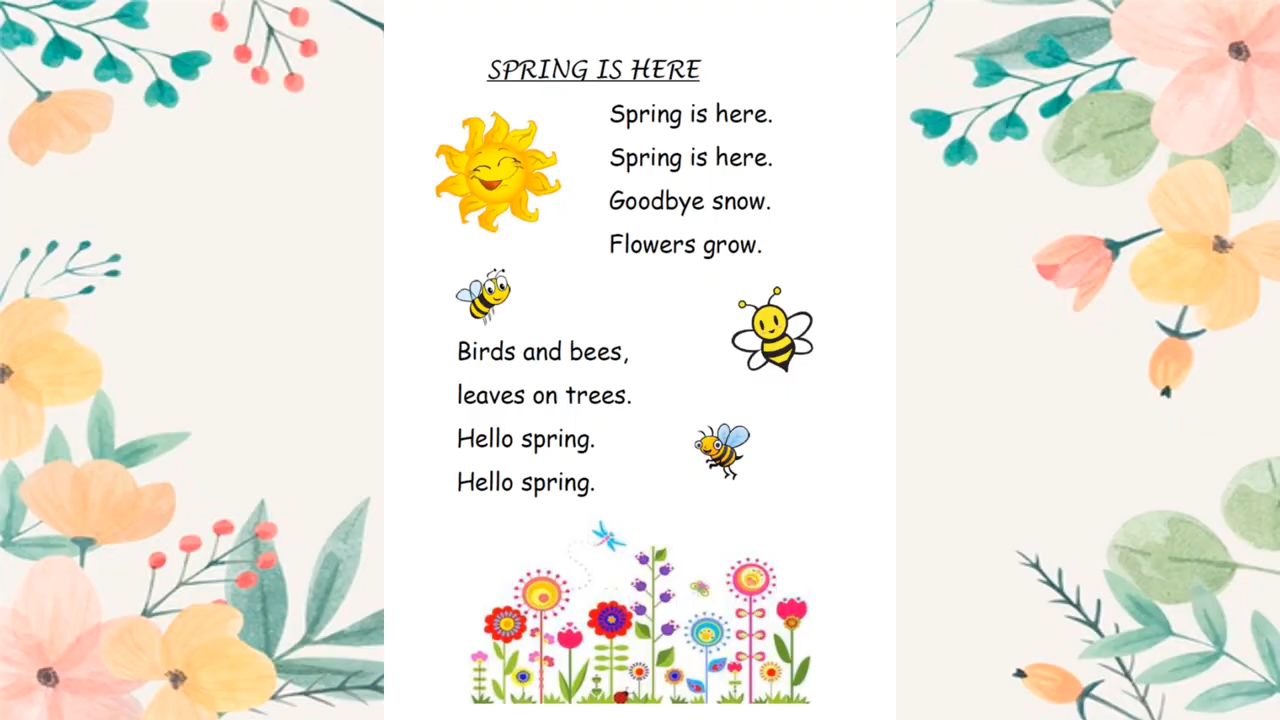 SPRING IS HERE
Spring is here.
Spring is here.
Goodbye snow.
Flowers grow.
Birds and bees,
leaves on trees.
Hello spring.
Hello spring.